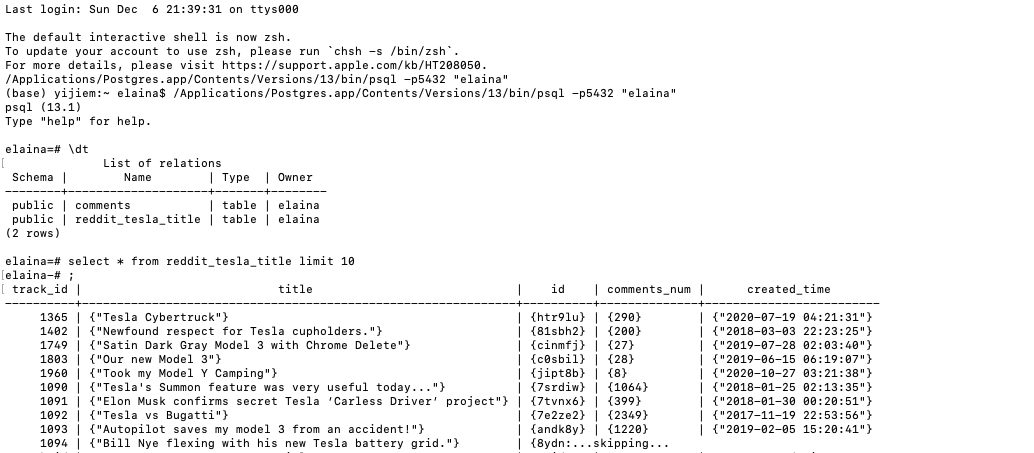 Last login: Sun Dec  6 21:39:31 on ttys000

The default interactive shell is now zsh.
To update your account to use zsh, please run `chsh -s /bin/zsh`.
For more details, please visit https://support.apple.com/kb/HT208050.
/Applications/Postgres.app/Contents/Versions/13/bin/psql -p5432 "elaina"
(base) yijiem:~ elaina$ /Applications/Postgres.app/Contents/Versions/13/bin/psql -p5432 "elaina"
psql (13.1)
Type "help" for help.

elaina=# \dt
              List of relations
 Schema |        Name        | Type  | Owner
--------+--------------------+-------+--------
 public | comments           | table | elaina
 public | reddit_tesla_title | table | elaina
(2 rows)

elaina=# select * from reddit_tesla_title limit 10
elaina-# ;
 track_id |                            title                             |    id    | comments_num |      created_time
----------+--------------------------------------------------------------+----------+--------------+-------------------------
     1365 | {"Tesla Cybertruck"}                                         | {htr9lu} | {290}        | {"2020-07-19 04:21:31"}
     1402 | {"Newfound respect for Tesla cupholders."}                   | {81sbh2} | {200}        | {"2018-03-03 22:23:25"}
     1749 | {"Satin Dark Gray Model 3 with Chrome Delete"}               | {cinmfj} | {27}         | {"2019-07-28 02:03:40"}
     1803 | {"Our new Model 3"}                                          | {c0sbil} | {28}         | {"2019-06-15 06:19:07"}
     1960 | {"Took my Model Y Camping"}                                  | {jipt8b} | {8}          | {"2020-10-27 03:21:38"}
     1090 | {"Tesla's Summon feature was very useful today..."}          | {7srdiw} | {1064}       | {"2018-01-25 02:13:35"}
     1091 | {"Elon Musk confirms secret Tesla ‘Carless Driver’ project"} | {7tvnx6} | {399}        | {"2018-01-30 00:20:51"}
     1092 | {"Tesla vs Bugatti"}                                         | {7e2ze2} | {2349}       | {"2017-11-19 22:53:56"}
     1093 | {"Autopilot saves my model 3 from an accident!"}             | {andk8y} | {1220}       | {"2019-02-05 15:20:41"}
     1094 | {"Bill Nye flexing with his new Tesla battery grid."}        | {8ydn:...skipping...